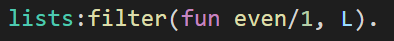 lists:filter(fun even/1, L).